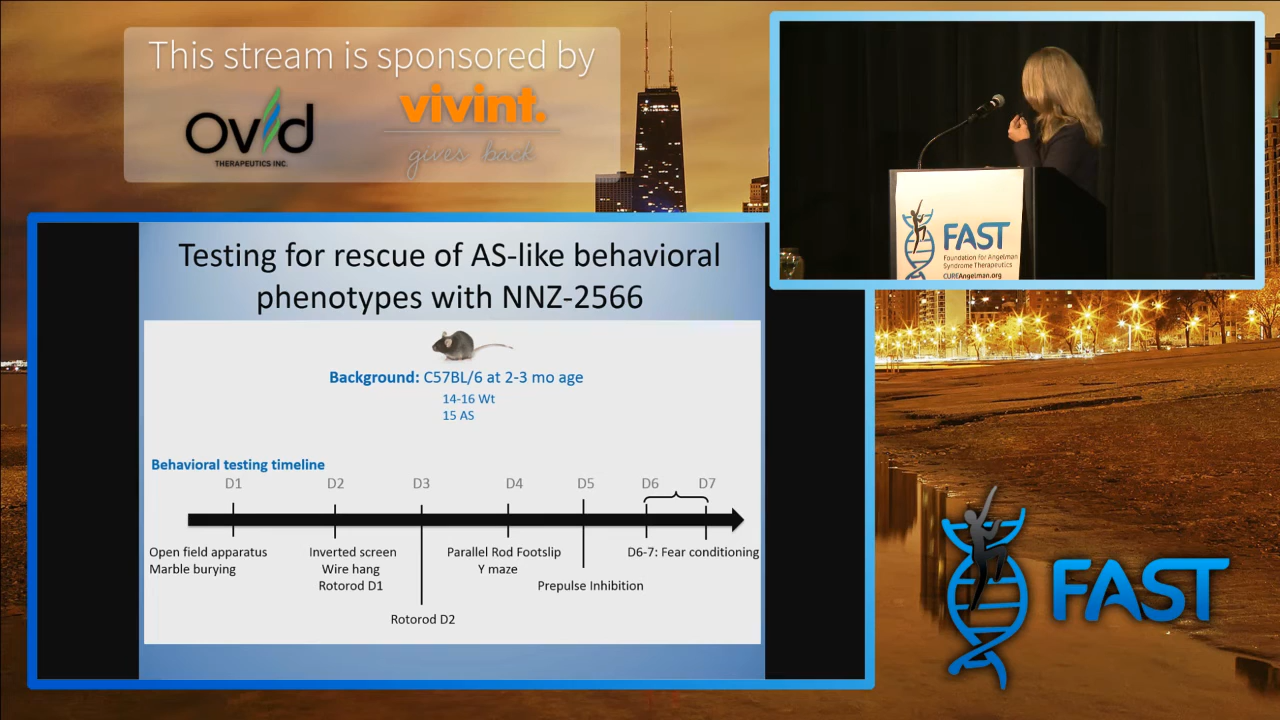 This stream is sponsored by
ovid
THERAPEUTICS INC.
vivint.
gives back
FAST
Foundation for Angelman
Syndrome Therapeutics
CUREAngelman.org
Testing for rescue of AS-like behavioral
phenotypes with NNZ-2566
Background: C57BL/6 at 2-3 mo age
14-16 Wt
15 AS
Behavioral testing timeline
D1 D2 D3 D4 D5 D6 D7
Open field apparatus
Marble burying
Inverted screen
Wire hang
Rotorod D1
Rotorod D2
Parallel Rod Footslip
Y maze
Prepulse Inhibition
D6-7: Fear conditioning
FAST